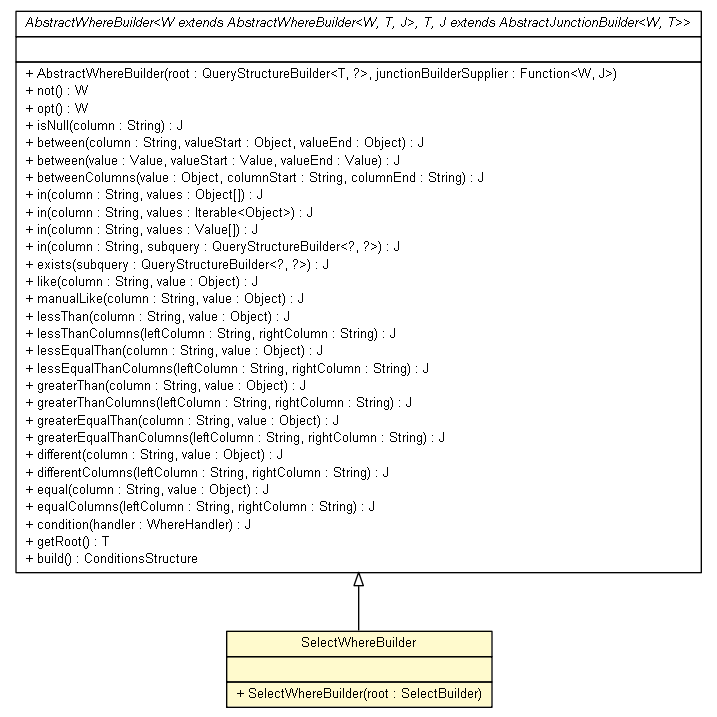 AbstractWhereBuilder<W extends AbstractWhereBuilder<W, T, J>, T, J extends AbstractJunctionBuilder<W, T>>
+ AbstractWhereBuilder(root : QueryStructureBuilder<T, ?>, junctionBuilderSupplier : Function<W, J>)
+ not() : W
+ opt() : W
+ isNull(column : String) : J
+ between(column : String, valueStart : Object, valueEnd : Object) : J
+ between(value : Value, valueStart : Value, valueEnd : Value) : J
+ betweenColumns(value : Object, columnStart : String, columnEnd : String) : J
+ in(column : String, values : Object[]) : J
+ in(column : String, values : Iterable<Object>) : J
+ in(column : String, values : Value[]) : J
+ in(column : String, subquery : QueryStructureBuilder<?, ?>) : J
+ exists(subquery : QueryStructureBuilder<?, ?>) : J
+ like(column : String, value : Object) : J
+ manualLike(column : String, value : Object) : J
+ lessThan(column : String, value : Object) : J
+ lessThanColumns(leftColumn : String, rightColumn : String) : J
+ lessEqualThan(column : String, value : Object) : J
+ lessEqualThanColumns(leftColumn : String, rightColumn : String) : J
+ greaterThan(column : String, value : Object) : J
+ greaterThanColumns(leftColumn : String, rightColumn : String) : J
+ greaterEqualThan(column : String, value : Object) : J
+ greaterEqualThanColumns(leftColumn : String, rightColumn : String) : J
+ different(column : String, value : Object) : J
+ differentColumns(leftColumn : String, rightColumn : String) : J
+ equal(column : String, value : Object) : J
+ equalColumns(leftColumn : String, rightColumn : String) : J
+ condition(handler : WhereHandler) : J
+ getRoot() : T
+ build() : ConditionsStructure
SelectWhereBuilder
+ SelectWhereBuilder(root : SelectBuilder)